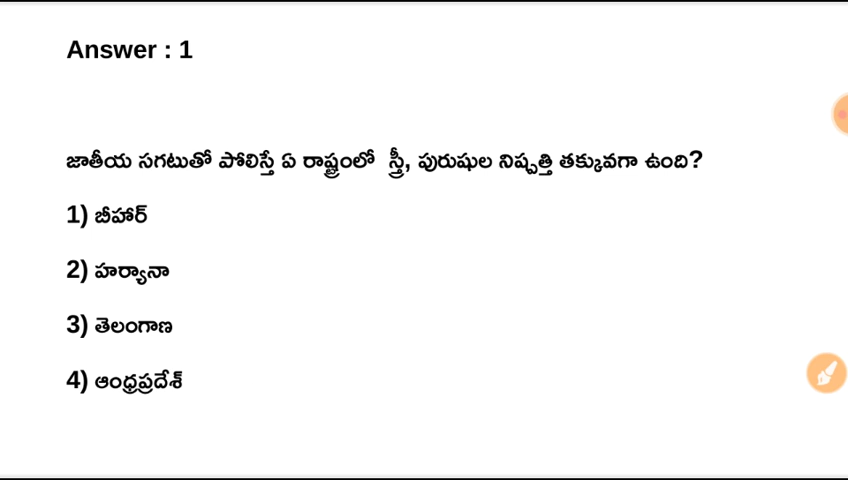 Answer : 1
జాతీయ సగటుతో పోలిస్తే ఏ రాష్ట్రంలో స్త్రీ, పురుషుల నిష్పత్తి తక్కువగా ఉంది?
1) బీహార్
2) హర్యానా
3) తెలంగాణ
4) ఆంధ్రప్రదేశ్